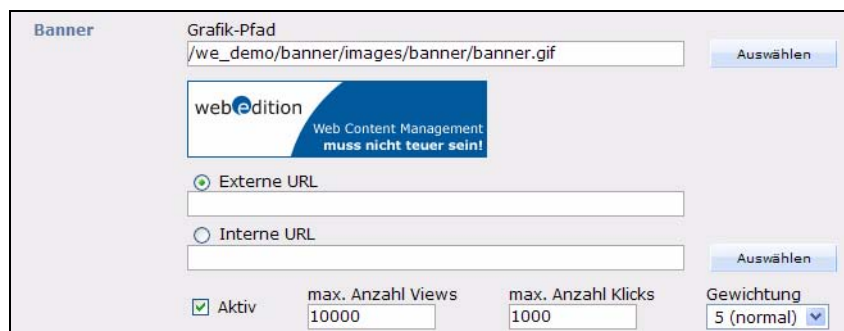 Banner
Grafik-Pfad
/we_demo/banner/images/banner/banner.gif
Auswählen
webedition
Web Content Management
muss nicht teuer sein!
Externe URL
Interne URL
Auswählen
Aktiv
max. Anzahl Views
10000
max. Anzahl Klicks
1000
Gewichtung
5 (normal)